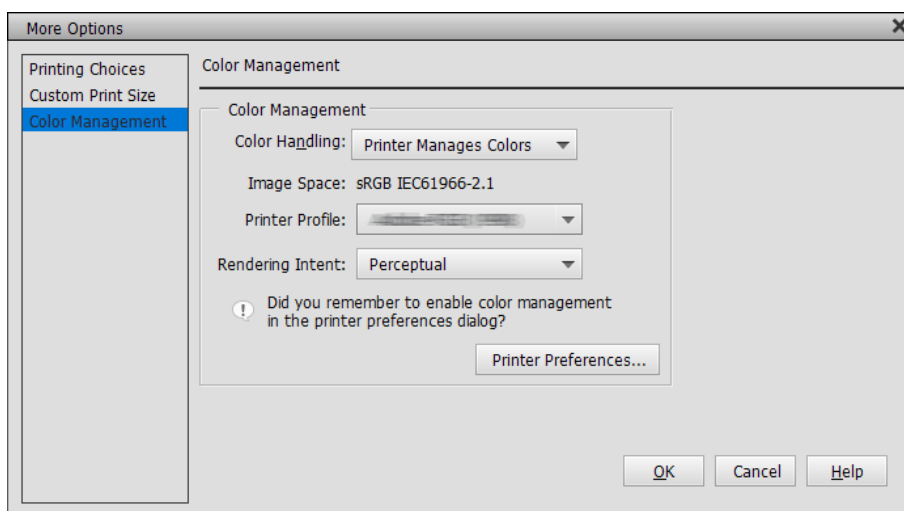 More Options
Printing Choices
Custom Print Size
Color Management
Color Management
Color Management
Color Handling: Printer Manages Colors
Image Space: sRGB IEC61966-2.1
Printer Profile:
Rendering Intent: Perceptual
Did you remember to enable color management
in the printer preferences dialog?
Printer Preferences...
OK Cancel Help